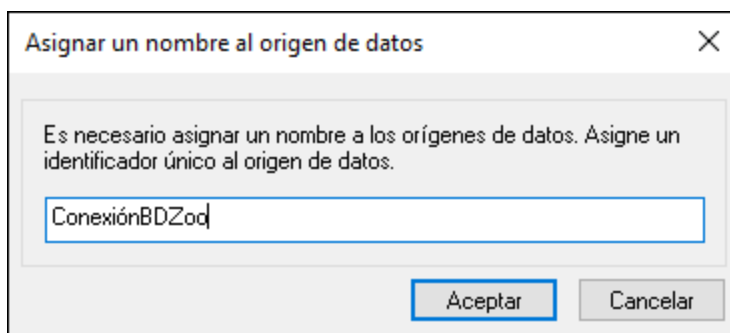 Asignar un nombre al origen de datos
Es necesario asignar un nombre a los orígenes de datos. Asigne un
identificador único al origen de datos.
ConexiónBDZoo
Aceptar
Cancelar